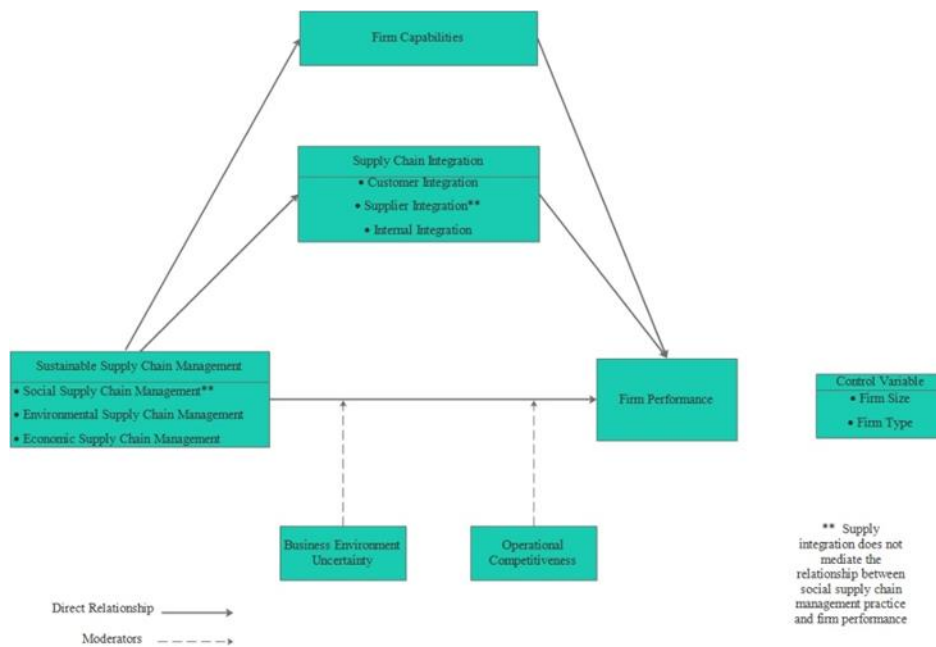 Firm Capabilities
Supply Chain Integration
• Customer Integration
• Supplier Integration**
• Internal Integration
Sustainable Supply Chain Management
• Social Supply Chain Management**
• Environmental Supply Chain Management
• Economic Supply Chain Management
Firm Performance
Control Variable
• Firm Size
• Firm Type
Business Environment
Uncertainty
Operational
Competitiveness
** Supply
integration does not
mediate the
relationship between
social supply chain
management practice
and firm performance
Direct Relationship
Moderators